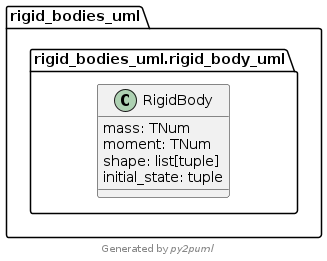 rigid_bodies_uml
rigid_bodies_uml.rigid_body_uml
C RigidBody
mass: TNum
moment: TNum
shape: list[tuple]
initial_state: tuple
Generated by py2puml